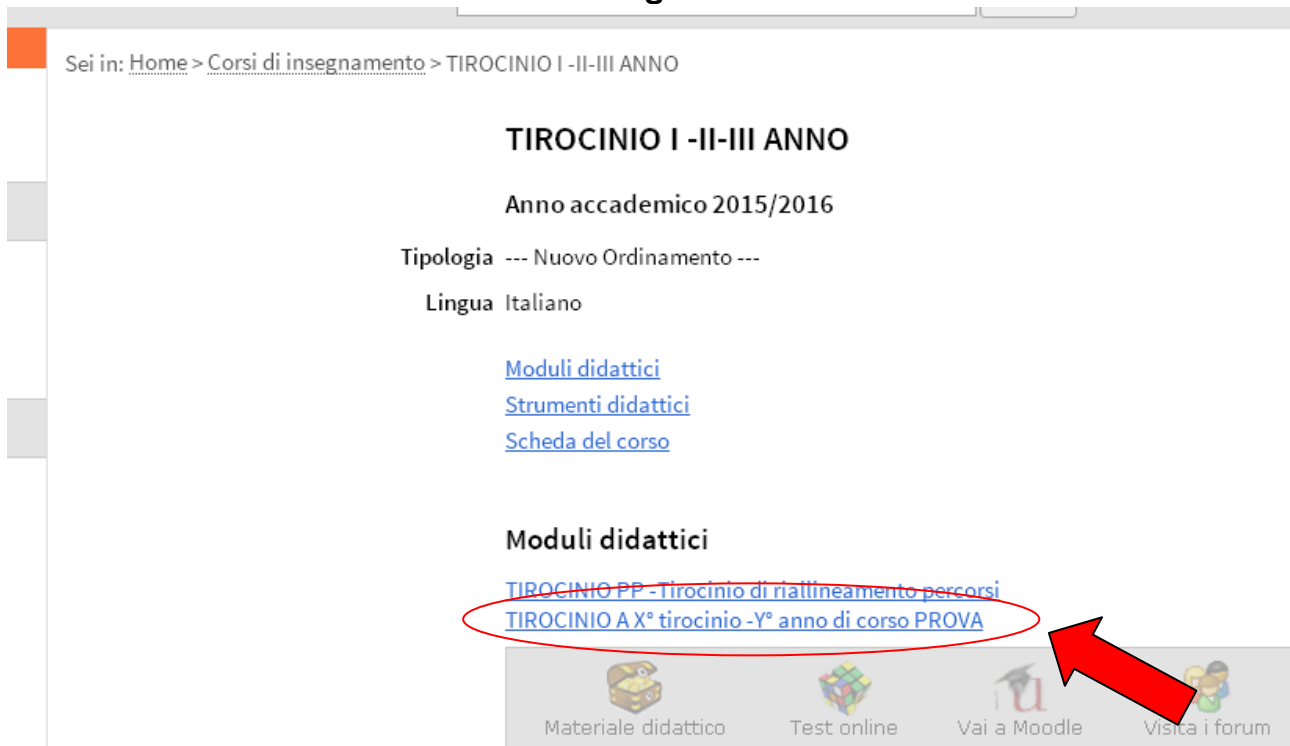 Sei in: Home > Corsi di insegnamento > TIROCINIO I -II-III ANNO
TIROCINIO I -II-III ANNO
Anno accademico 2015/2016
Tipologia --- Nuovo Ordinamento ---
Lingua Italiano
Moduli didattici
Strumenti didattici
Scheda del corso
Moduli didattici
TIROCINIO PP -Tirocinio di riallineamento percorsi
TIROCINIO A X° tirocinio -Y° anno di corso PROVA
Materiale didattico Test online Vai a Moodle Visita i forum